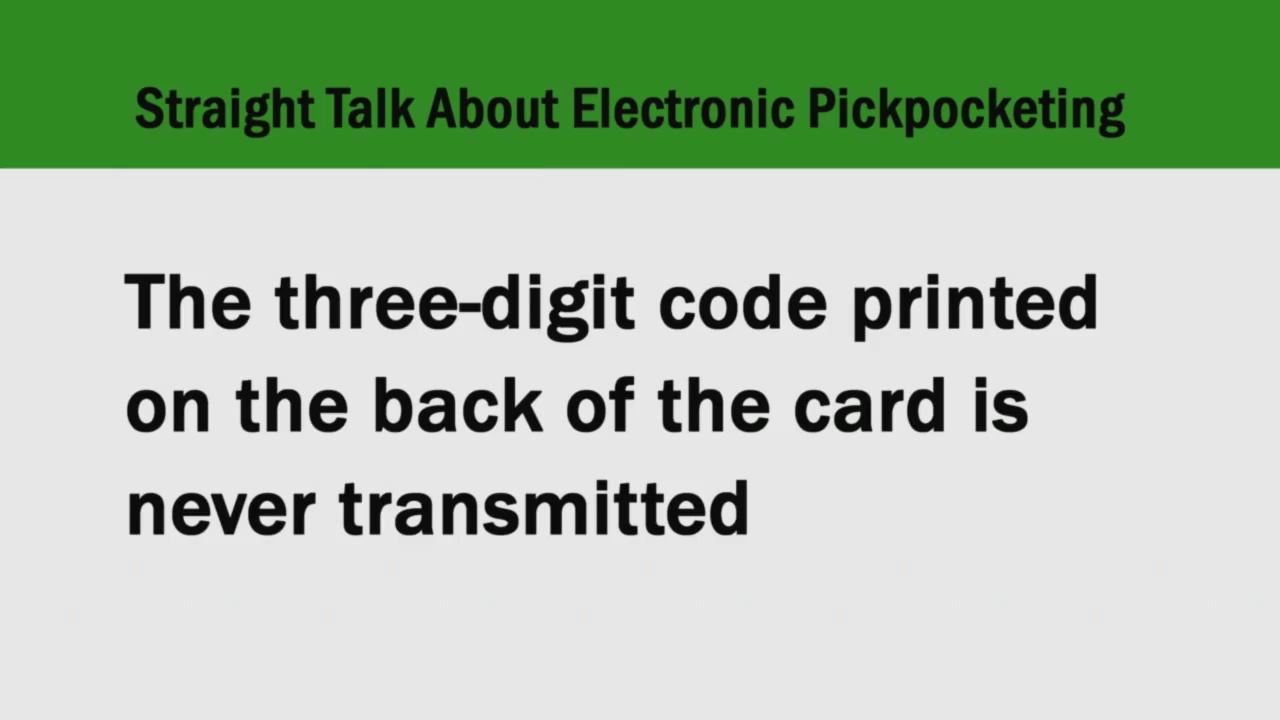 Straight Talk About Electronic Pickpocketing
The three-digit code printed
on the back of the card is
never transmitted